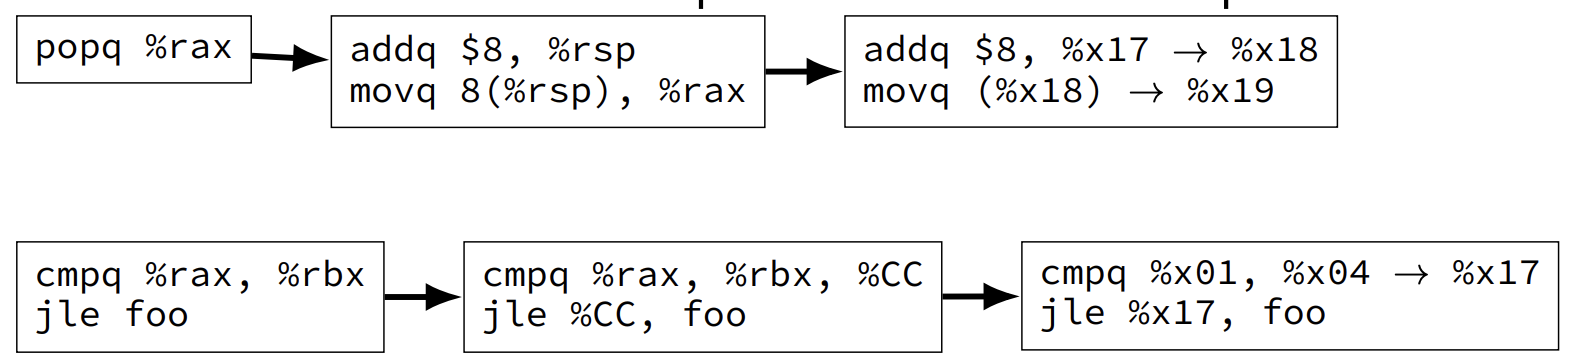 popq %rax
addq $8, %rsp
movq 8(%rsp), %rax
addq $8, %x17 → %x18
movq (%x18) → %x19
cmpq %rax, %rbx
jle foo
cmpq %rax, %rbx, %CC
jle %CC, foo
cmpq %x01, %x04 → %x17
jle %x17, foo